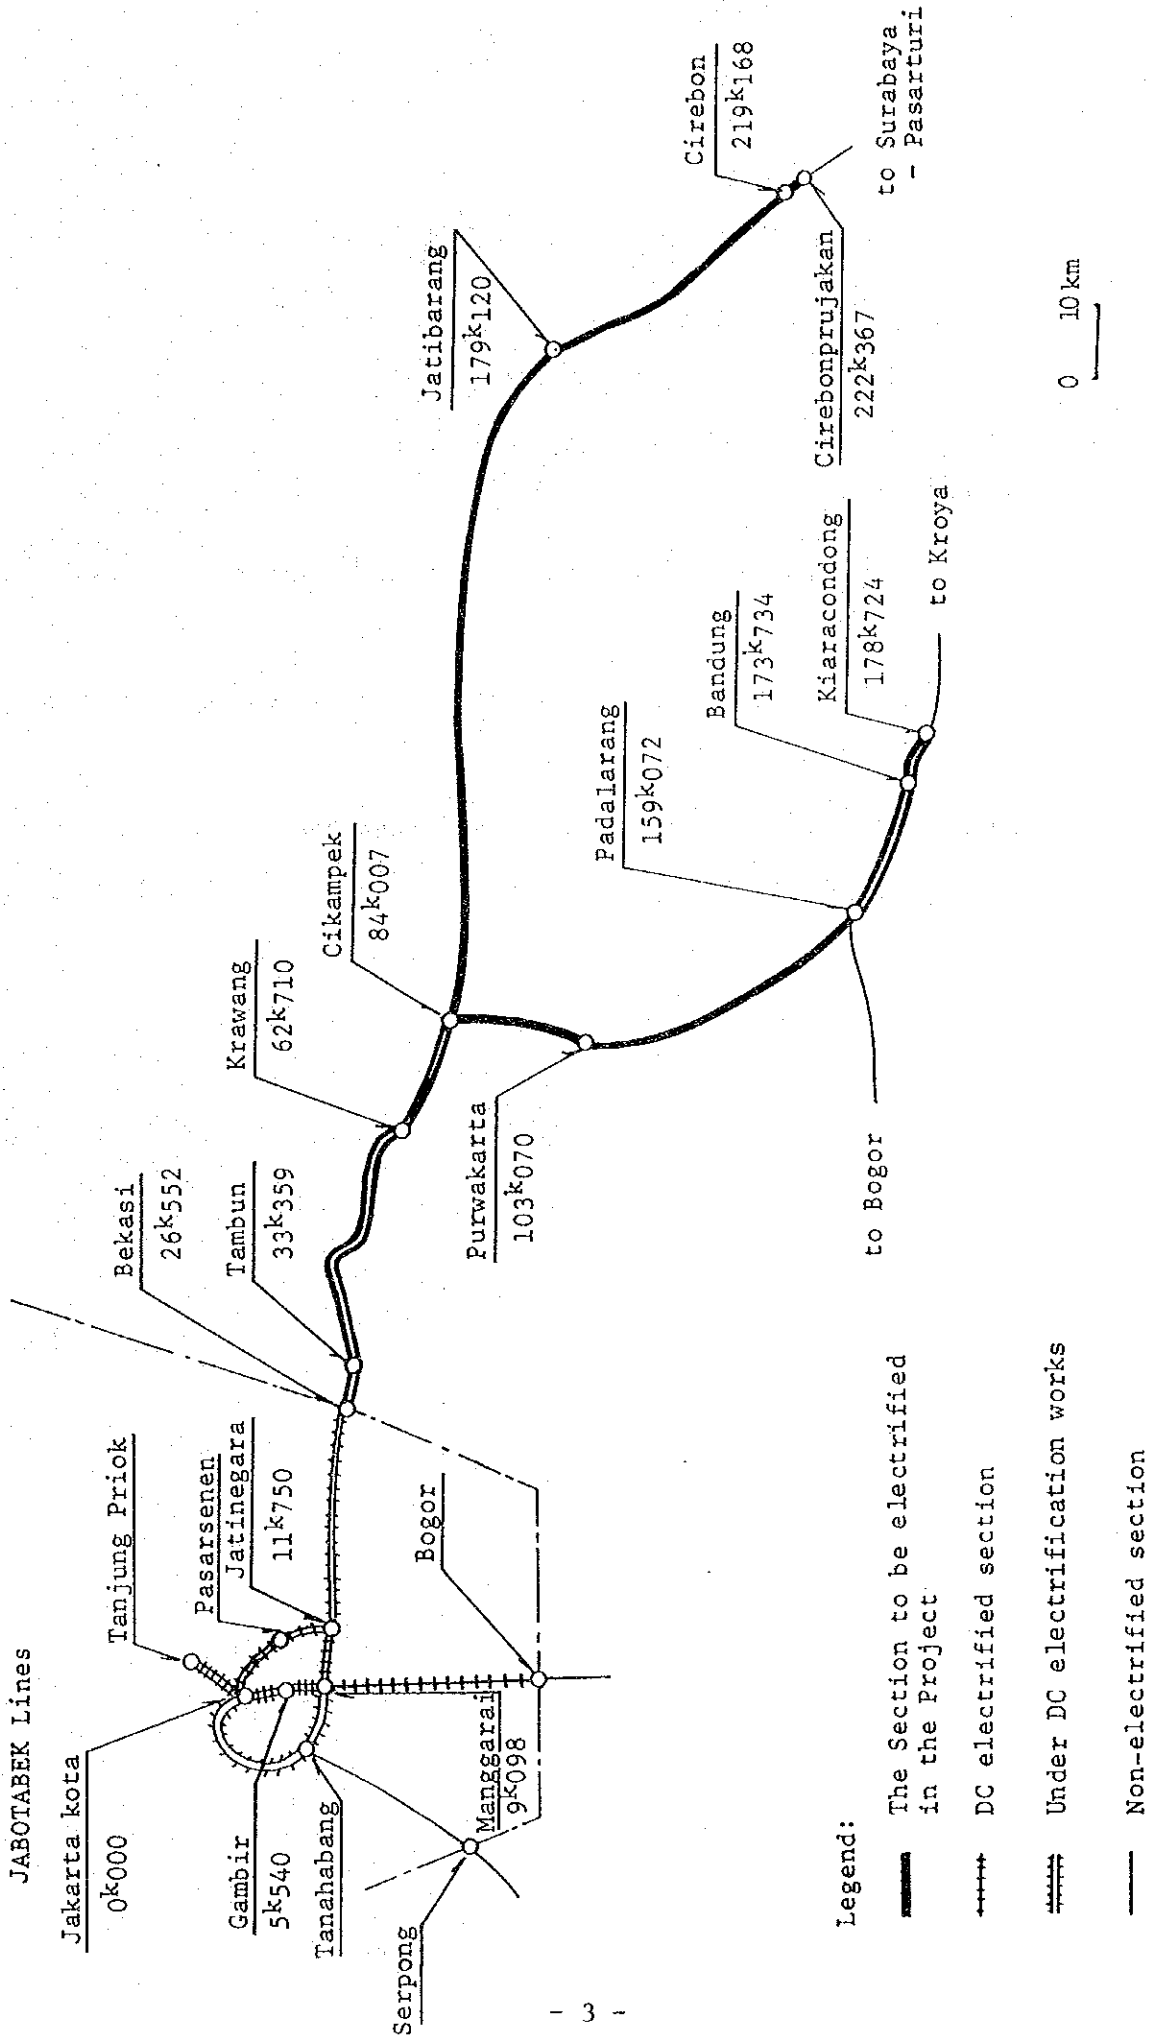 JABOTABEK Lines
Jakarta kota
0k000
Gambir
5k540
Tanahabang
Serpong
Manggarai
9k098
Tanjung Priok
Pasarsenen
Jatinegara
11k750
Bogor
Bekasi
26k552
Tambun
33k359
Krawang
62k710
Cikampek
84k007
Purwakarta
103k070
to Bogor
Padalarang
159k072
Bandung
173k734
Kiaracondong
178k724
to Kroya
Jatibarang
179k120
Cirebon
219k168
Cirebonprujakan
222k367
to Surabaya
- Pasarturi
0 10km
Legend:
The Section to be electrified
in the Project
DC electrified section
Under DC electrification works
Non-electrified section
- 3 -